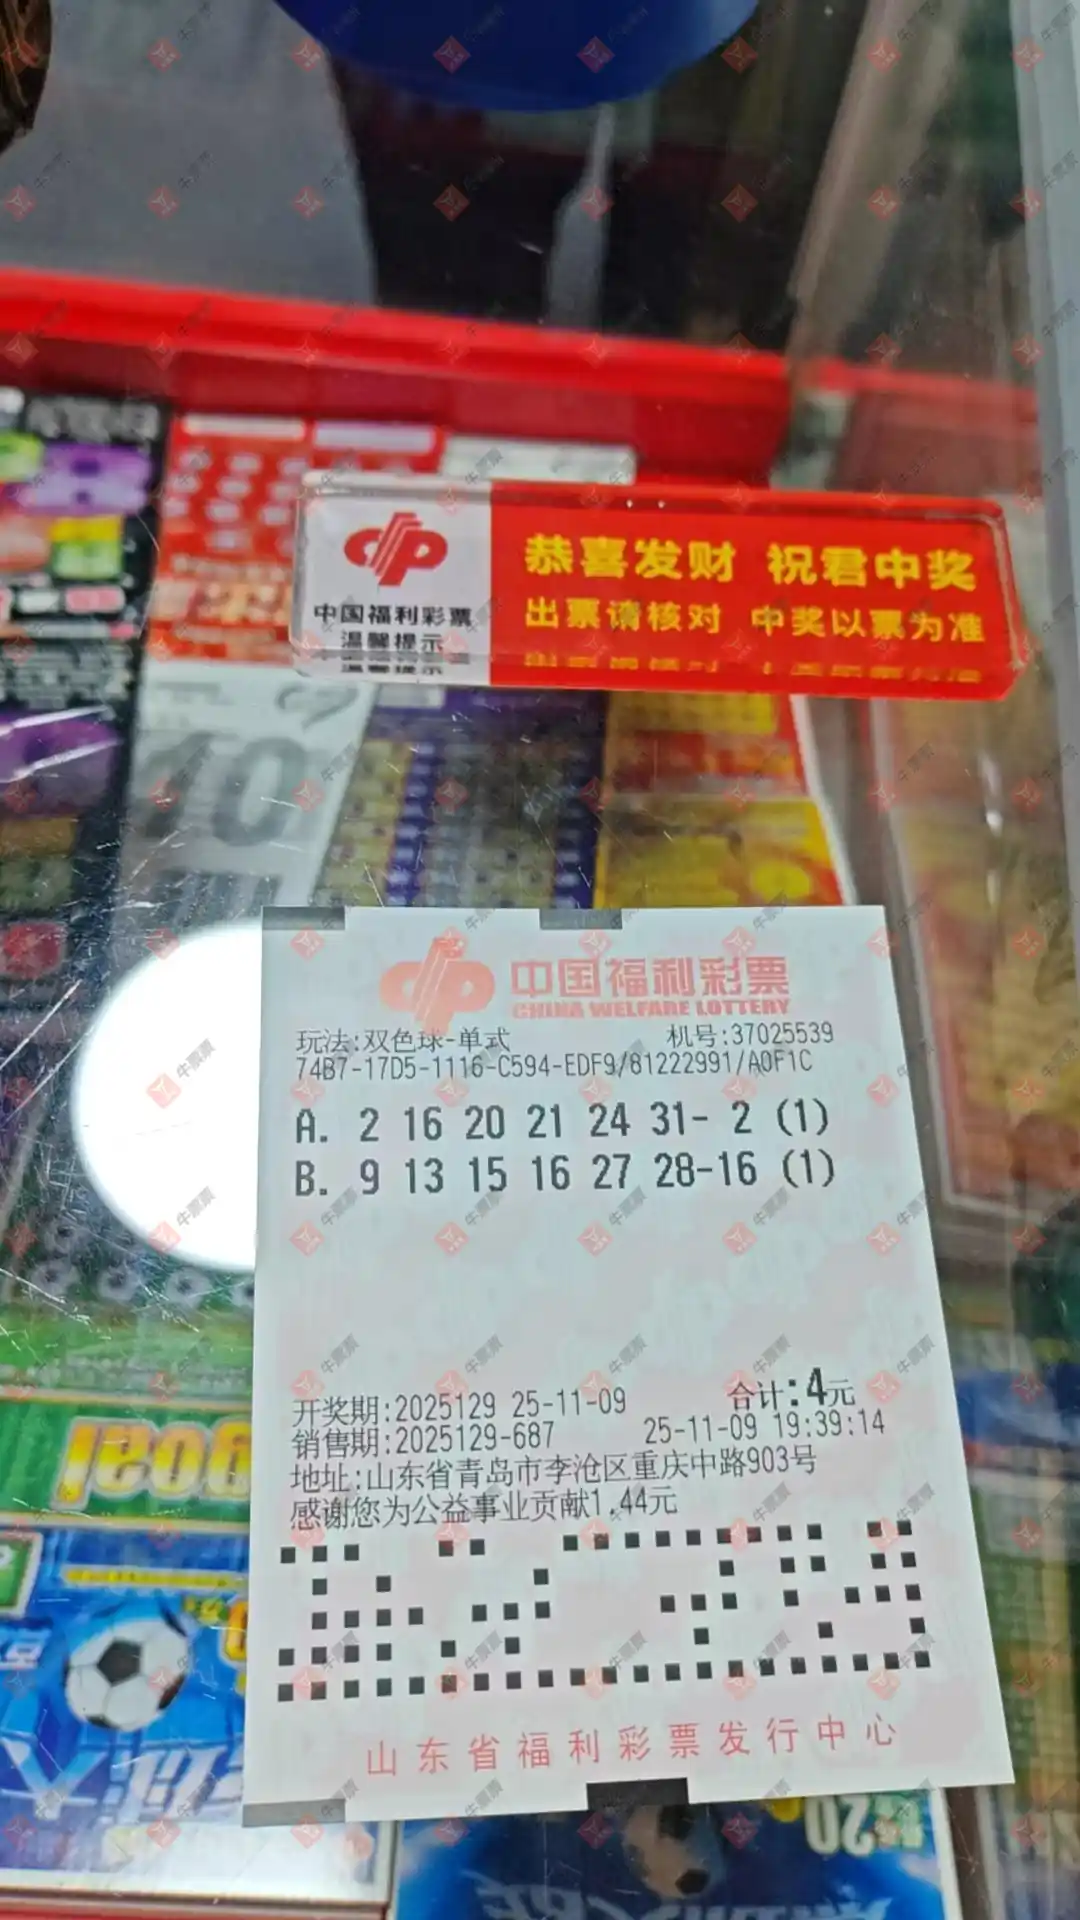 恭喜发财 祝君中奖
中国福利彩票
出票请核对 中奖以票为准
温馨提示
10
中国福利彩票
CHINA WELFARE LOTTERY
玩法:双色球-单式 机号:37025539
74B7-17D5-1116-C594-EDF9/81222991/A0F1C
A. 2 16 20 21 24 31- 2 (1)
B. 9 13 15 16 27 28-16 (1)
开奖期:2025129 25-11-09 合计:4元
销售期:2025129-687 25-11-09 19:39:14
地址:山东省青岛市李沧区重庆中路903号
感谢您为公益事业贡献1.44元
goal
山东省福利彩票发行中心
20
牛票票